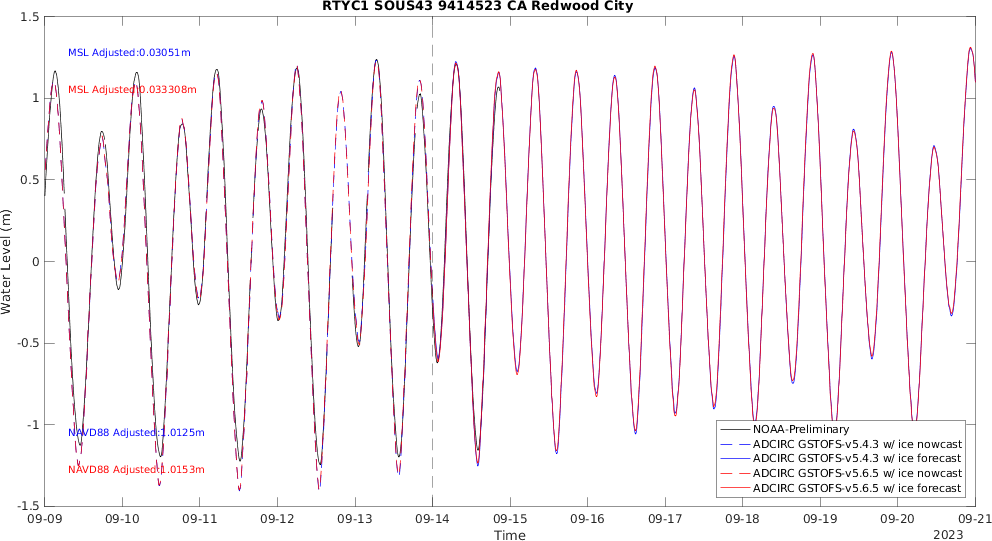 RTYC1 SOUS43 9414523 CA Redwood City
MSL Adjusted:0.03051m
MSL Adjusted:0.033308m
NAVD88 Adjusted:1.0125m
NAVD88 Adjusted:1.0153m
Water Level (m)
1.5
1
0.5
0
-0.5
-1
-1.5
NOAA-Preliminary
ADCIRC GSTOFS-v5.4.3 w/ ice nowcast
ADCIRC GSTOFS-v5.4.3 w/ ice forecast
ADCIRC GSTOFS-v5.6.5 w/ ice nowcast
ADCIRC GSTOFS-v5.6.5 w/ ice forecast
09-09 09-10 09-11 09-12 09-13 09-14 09-15 09-16 09-17 09-18 09-19 09-20 09-21
Time
2023